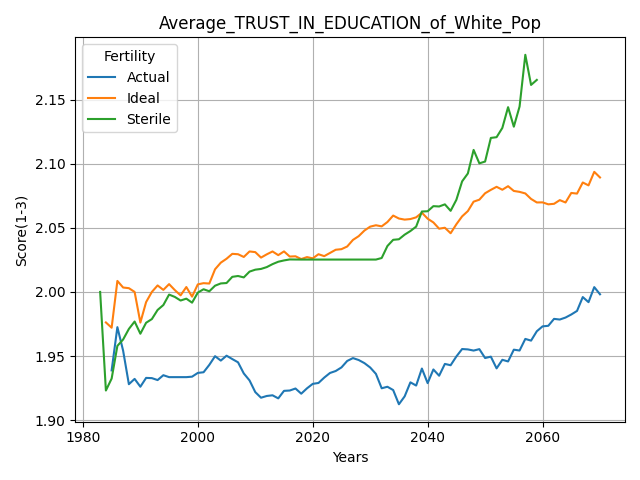 Average_TRUST_IN_EDUCATION_of_White_Pop
Fertility
Actual
Ideal
Sterile
Score(1-3)
2.15
2.10
2.05
2.00
1.95
1.90
1980
2000
2020
2040
2060
Years